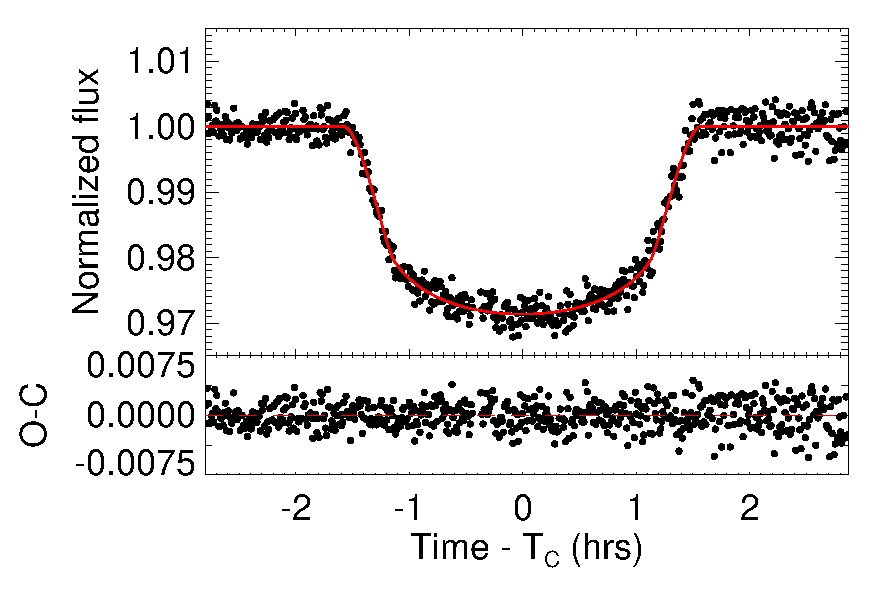 Normalized flux
1.01
1.00
0.99
0.98
0.97
O-C
0.0075
0.0000
-0.0075
-2 -1 0 1 2
Time - T_C (hrs)